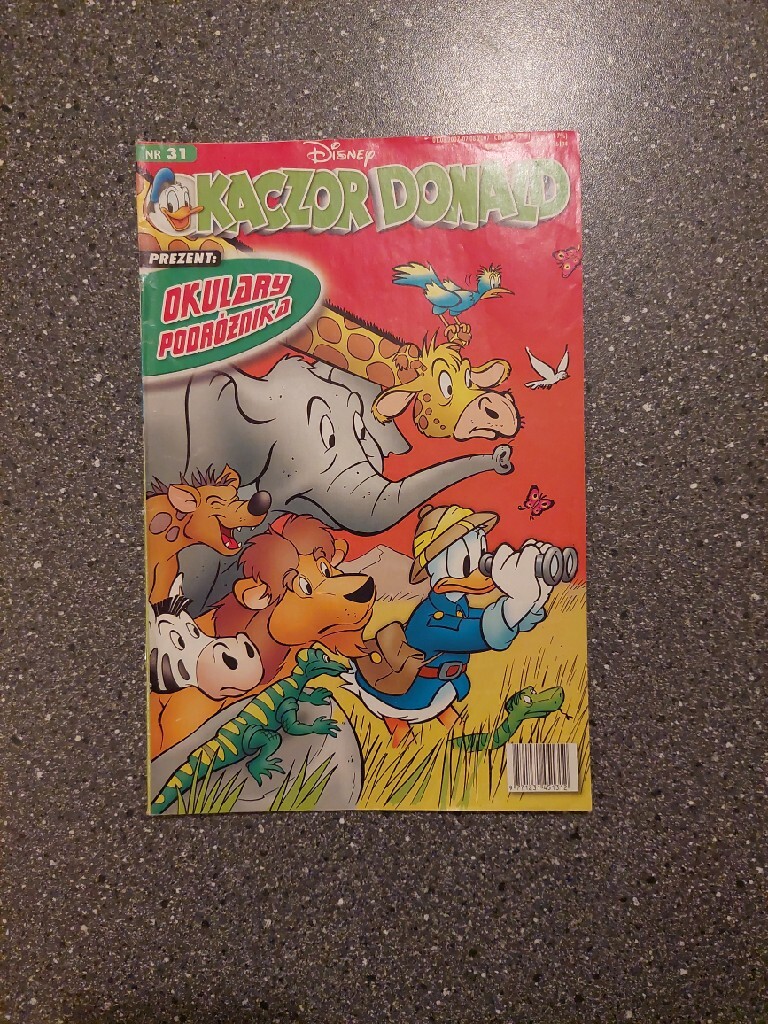 NR 31
DISNEY
KACZOR DONALD
PREZENT:
OKULARY
PODRÓŻNIKA